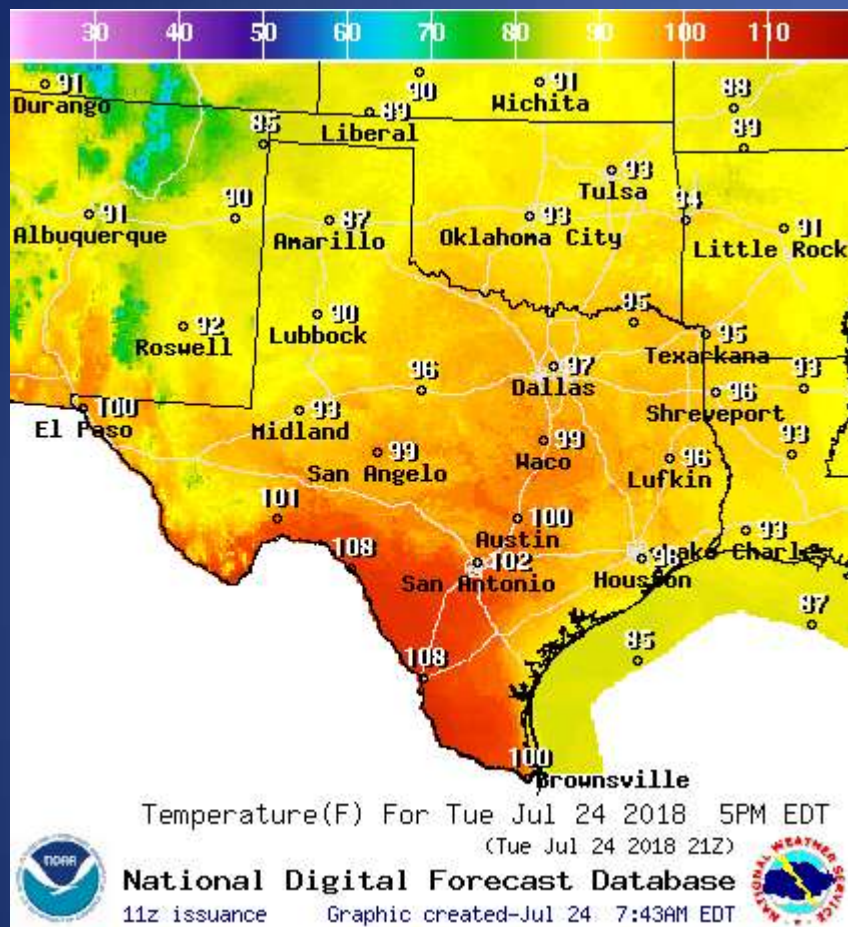 30 40 50 60 70 80 90 100 110
91
Durango
90
91
Wichita
88
89
Liberal
85
89
93
Tulsa
91
Albuquerque
90
87
Amarillo
93
Oklahoma City
94
91
Little Rock
92
Roswell
90
Lubbock
95
95
Texarkana
97
Dallas
96
93
100
El Paso
93
Midland
96
Shreveport
99
San Angelo
99
Waco
96
Lufkin
93
101
100
Austin
93
Lake Charles
108
102
San Antonio
98
Houston
87
85
108
100
Brownsville
Temperature(F) For Tue Jul 24 2018 5PM EDT
(Tue Jul 24 2018 21Z)
NOAA
NATIONAL WEATHER SERVICE
National Digital Forecast Database
11z issuance Graphic created-Jul 24 7:43AM EDT